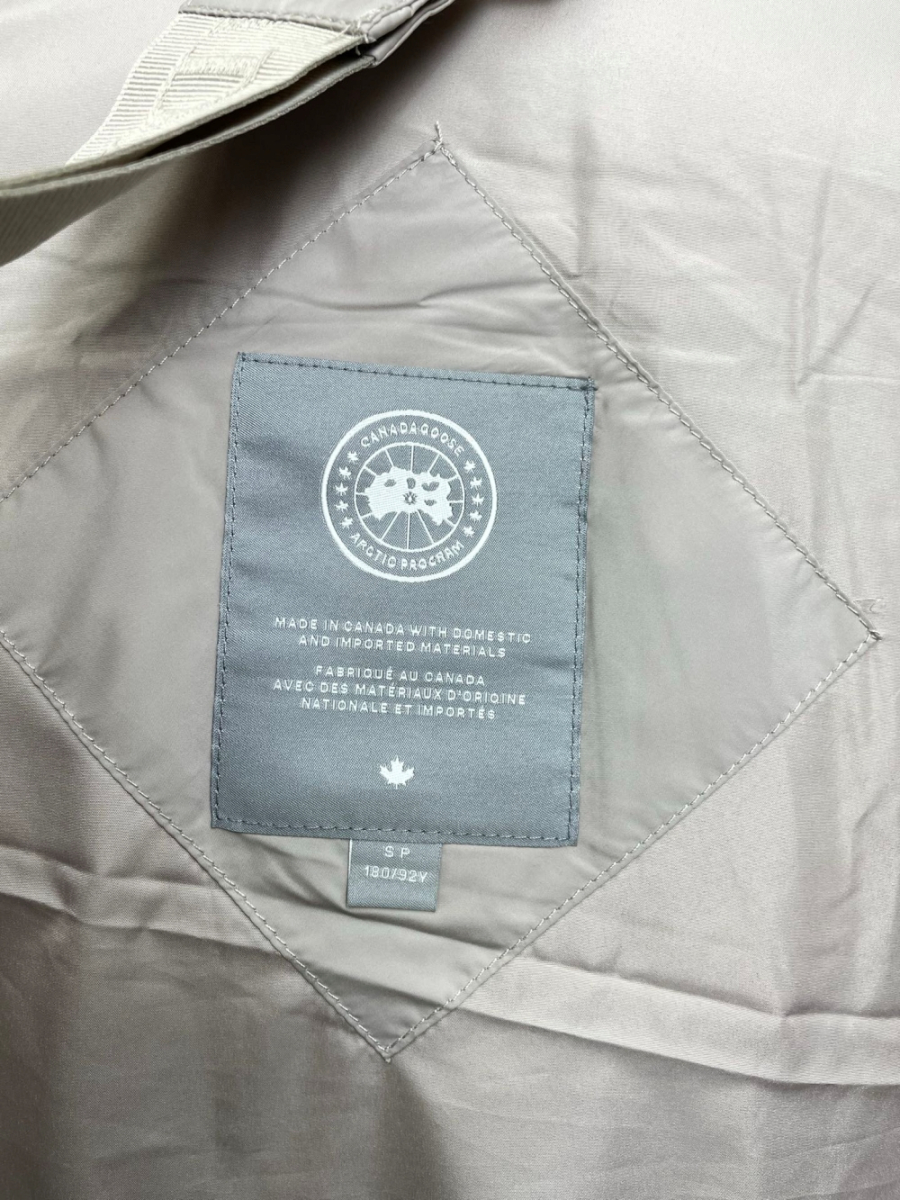 CANADA GOOSE
ARCTIC PROGRAM
MADE IN CANADA WITH DOMESTIC
AND IMPORTED MATERIALS
FABRIQUÉ AU CANADA
AVEC DES MATÉRIAUX D'ORIGINE
NATIONALE ET IMPORTÉS
S P
180/92Y